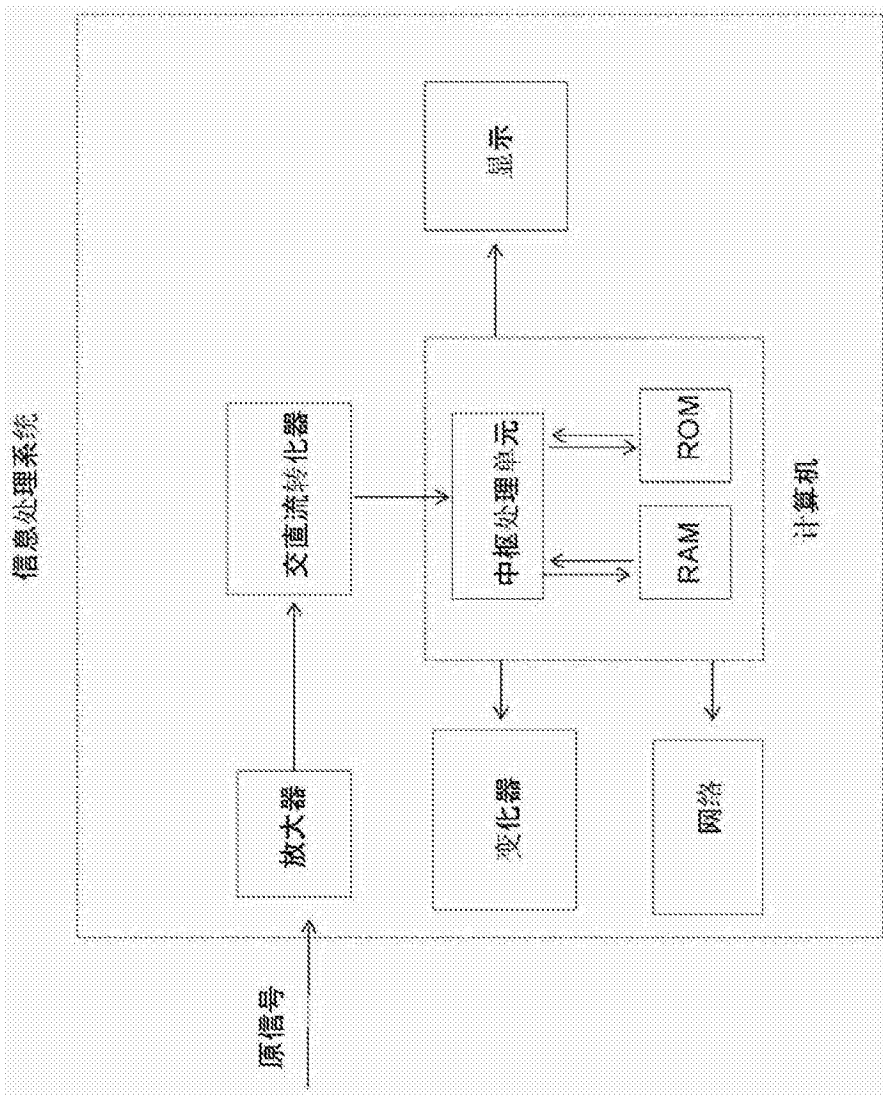 信息处理系统
原信号
放大器
交直流转化器
变化器
中枢处理单元
显示
网络
RAM
ROM
计算机